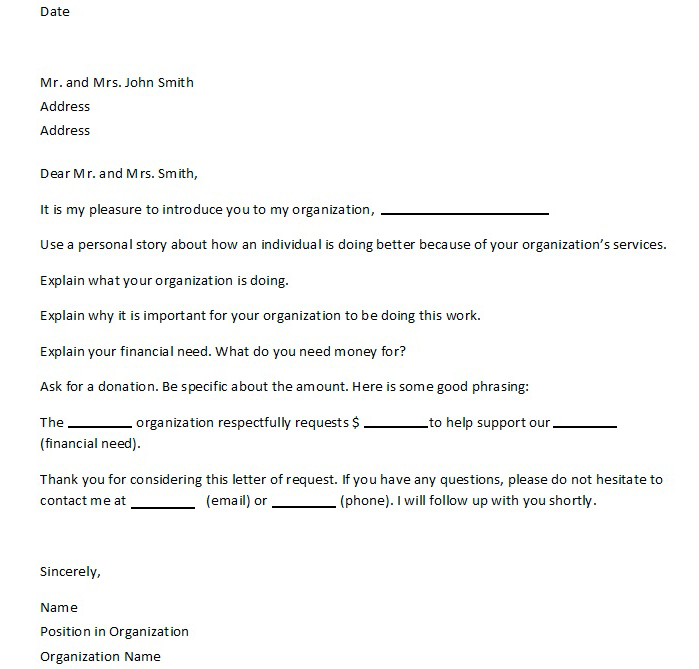 Date
Mr. and Mrs. John Smith
Address
Address
Dear Mr. and Mrs. Smith,
It is my pleasure to introduce you to my organization, ____________________
Use a personal story about how an individual is doing better because of your organization's services.
Explain what your organization is doing.
Explain why it is important for your organization to be doing this work.
Explain your financial need. What do you need money for?
Ask for a donation. Be specific about the amount. Here is some good phrasing:
The ________ organization respectfully requests $ ________to help support our ________
(financial need).
Thank you for considering this letter of request. If you have any questions, please do not hesitate to
contact me at ________ (email) or ________ (phone). I will follow up with you shortly.
Sincerely,
Name
Position in Organization
Organization Name